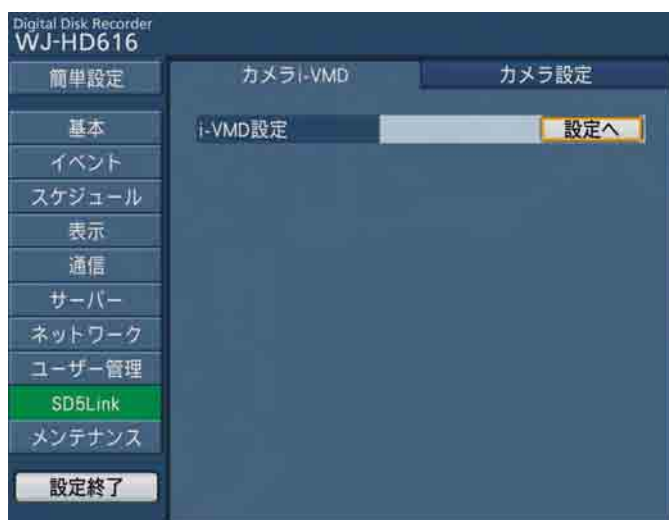 Digital Disk Recorder
WJ-HD616
簡単設定
基本
イベント
スケジュール
表示
通信
サーバー
ネットワーク
ユーザー管理
SD5Link
メンテナンス
設定終了
カメラi-VMD
カメラ設定
i-VMD設定
設定へ